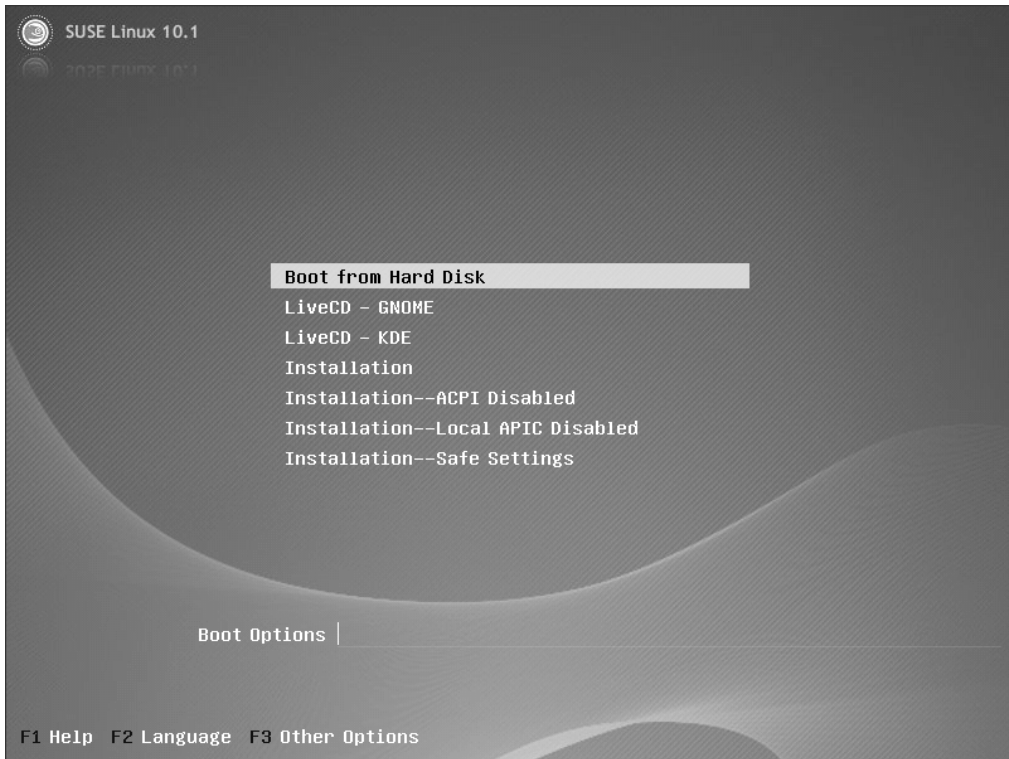 SUSE Linux 10.1
Boot from Hard Disk
LiveCD - GNOME
LiveCD - KDE
Installation
Installation--ACPI Disabled
Installation--Local APIC Disabled
Installation--Safe Settings
Boot Options
F1 Help F2 Language F3 Other Options